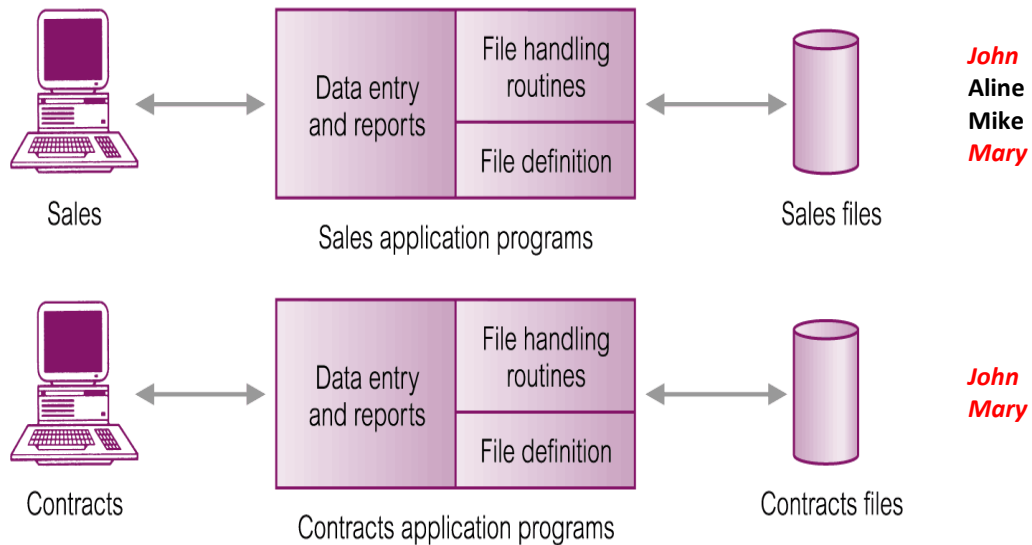 Data entry
and reports
File handling
routines
File definition
John
Aline
Mike
Mary
Sales
Sales application programs
Sales files
Data entry
and reports
File handling
routines
File definition
John
Mary
Contracts
Contracts application programs
Contracts files